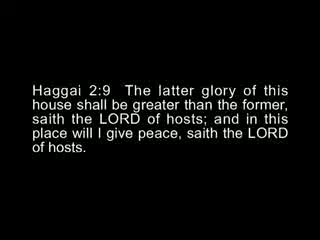 Haggai 2:9  The latter glory of this
house shall be greater than the former,
saith the LORD of hosts; and in this
place will I give peace, saith the LORD
of hosts.